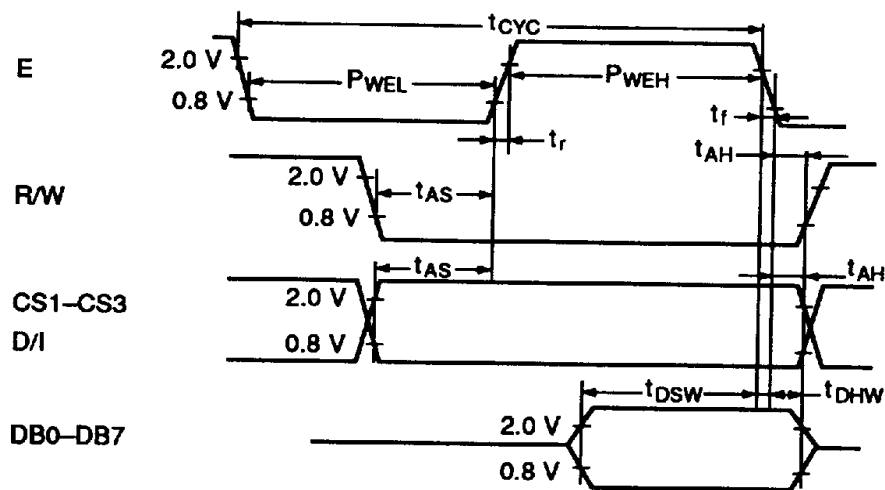 tCYC
E
2.0 V
PWEL
PWEH
0.8 V
tf
tr
tAH
R/W
2.0 V
tAS
0.8 V
tAS
tAH
CS1–CS3
2.0 V
D/I
0.8 V
tDSW
tDHW
DB0–DB7
2.0 V
0.8 V